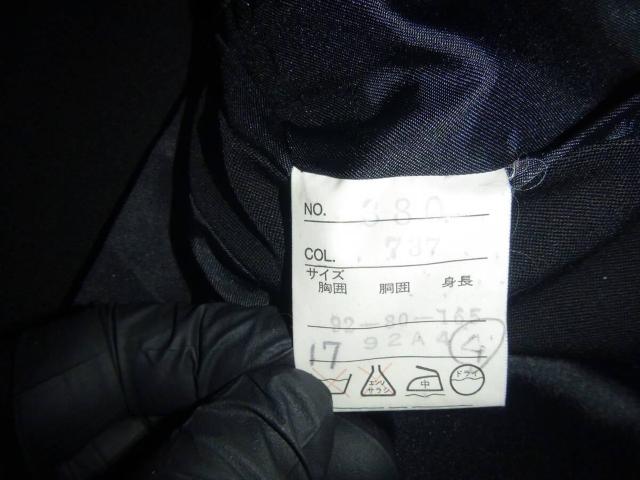 NO. 380
COL. 737
サイズ
胸囲 胴囲 身長
92-80-165
92A4
17
エンソ
サラシ
中
ドライ